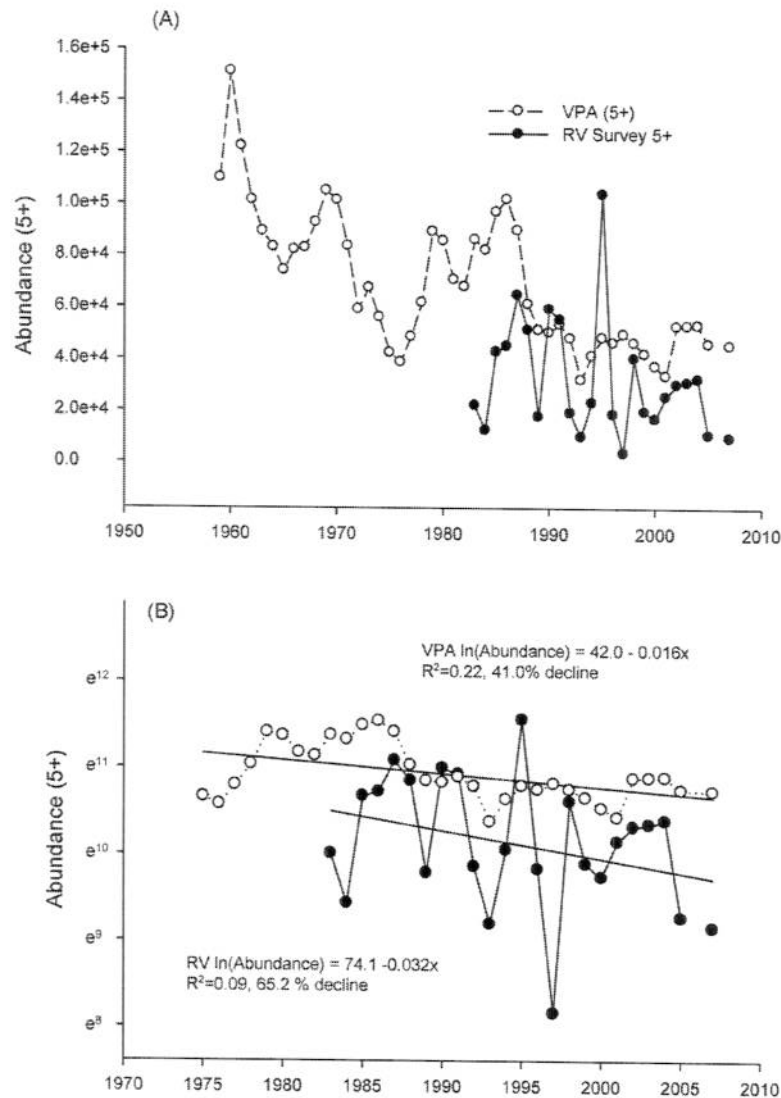 (A)
1.6e+5
1.4e+5
1.2e+5
1.0e+5
8.0e+4
6.0e+4
4.0e+4
2.0e+4
0.0
Abundance (5+)
VPA (5+)
RV Survey 5+
1950 1960 1970 1980 1990 2000 2010
(B)
VPA ln(Abundance) = 42.0 - 0.016x
R²=0.22, 41.0% decline
e¹²
e¹¹
e¹⁰
e⁹
e⁸
Abundance (5+)
RV ln(Abundance) = 74.1 -0.032x
R²=0.09, 65.2 % decline
1970 1975 1980 1985 1990 1995 2000 2005 2010